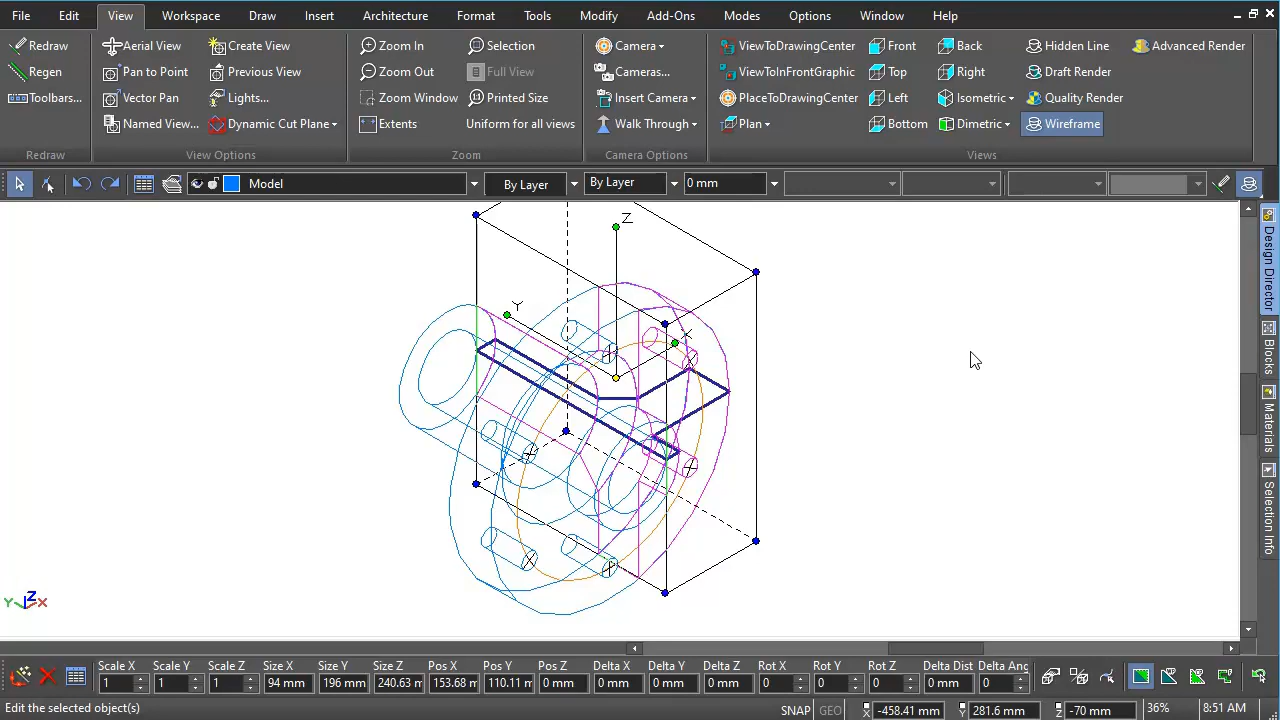 File Edit View Workspace Draw Insert Architecture Format Tools Modify Add-Ons Modes Options Window Help
Redraw Aerial View Create View Zoom In Selection Camera ViewToDrawingCenter Front Back Hidden Line Advanced Render
Regen Pan to Point Previous View Zoom Out Full View Cameras... ViewToInFrontGraphic Top Right Draft Render
Toolbars... Vector Pan Lights... Zoom Window Printed Size Insert Camera PlaceToDrawingCenter Left Isometric Quality Render
Named View... Dynamic Cut Plane Extents Uniform for all views Walk Through Plan Bottom Dimetric Wireframe
Redraw View Options Zoom Camera Options Views
Model By Layer By Layer 0 mm
Z
Y
X
Design Director
Blocks
Materials
Selection Info
Y Z X
Scale X Scale Y Scale Z Size X Size Y Size Z Pos X Pos Y Pos Z Delta X Delta Y Delta Z Rot X Rot Y Rot Z Delta Dist Delta Ang
1 1 1 94 mm 196 mm 240.63 m 153.68 m 110.11 m 0 mm 0 mm 0 mm 0 mm 0 0 0 0 mm 0
Edit the selected object(s) SNAP GEO X -458.41 mm Y 281.6 mm Z -70 mm 36% 8:51 AM